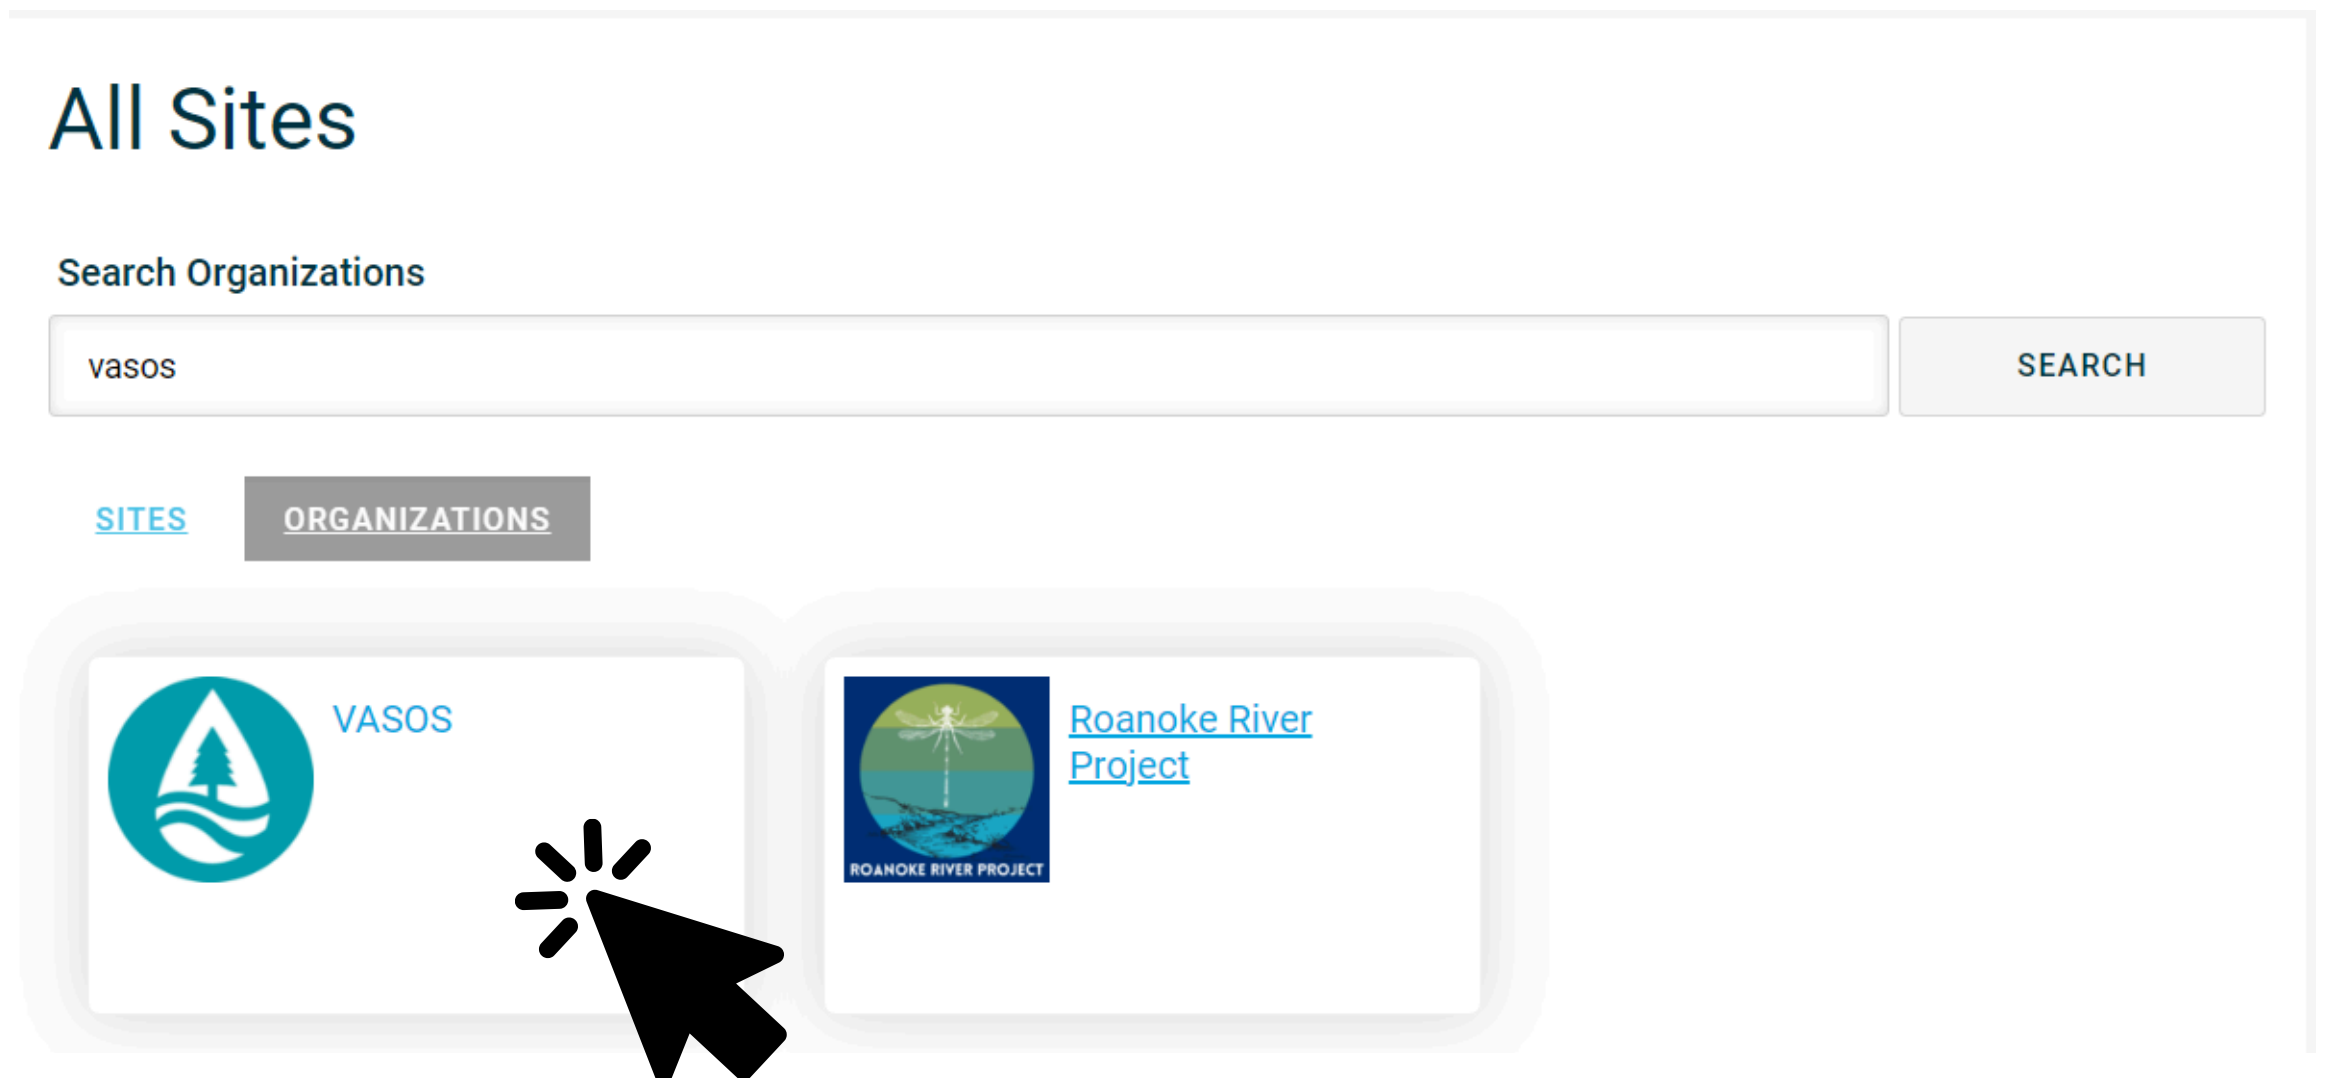 All Sites
Search Organizations
vasos
SEARCH
SITES
ORGANIZATIONS
VASOS
Roanoke River
Project
ROANOKE RIVER PROJECT